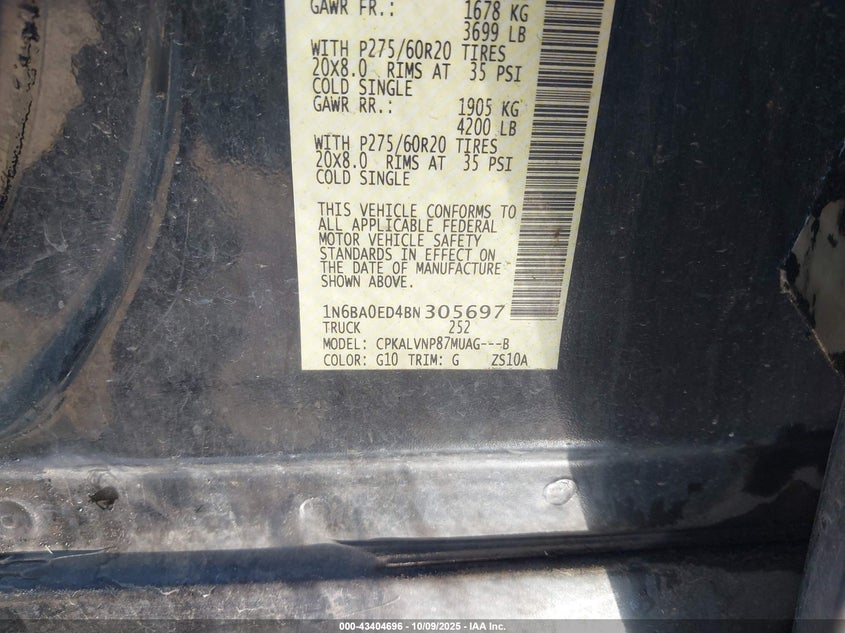 GAWR FR.: 1678 KG
3699 LB
WITH P275/60R20 TIRES
20X8.0 RIMS AT 35 PSI
COLD SINGLE
GAWR RR.: 1905 KG
4200 LB
WITH P275/60R20 TIRES
20X8.0 RIMS AT 35 PSI
COLD SINGLE
THIS VEHICLE CONFORMS TO
ALL APPLICABLE FEDERAL
MOTOR VEHICLE SAFETY
STANDARDS IN EFFECT ON
THE DATE OF MANUFACTURE
SHOWN ABOVE.
1N6BA0ED4BN305697
TRUCK 252
MODEL: CPKALVNP87MUAG---B
COLOR: G10 TRIM: G ZS10A
000-43404696 - 10/09/2025 - IAA Inc.